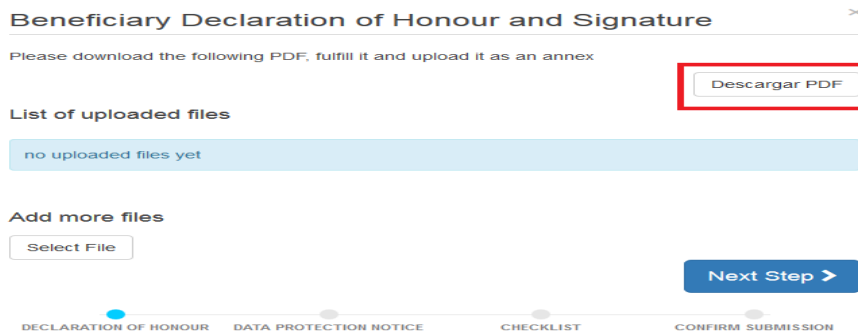 Beneficiary Declaration of Honour and Signature
Please download the following PDF, fulfill it and upload it as an annex
Descargar PDF
List of uploaded files
no uploaded files yet
Add more files
Select File
Next Step >
DECLARATION OF HONOUR DATA PROTECTION NOTICE CHECKLIST CONFIRM SUBMISSION